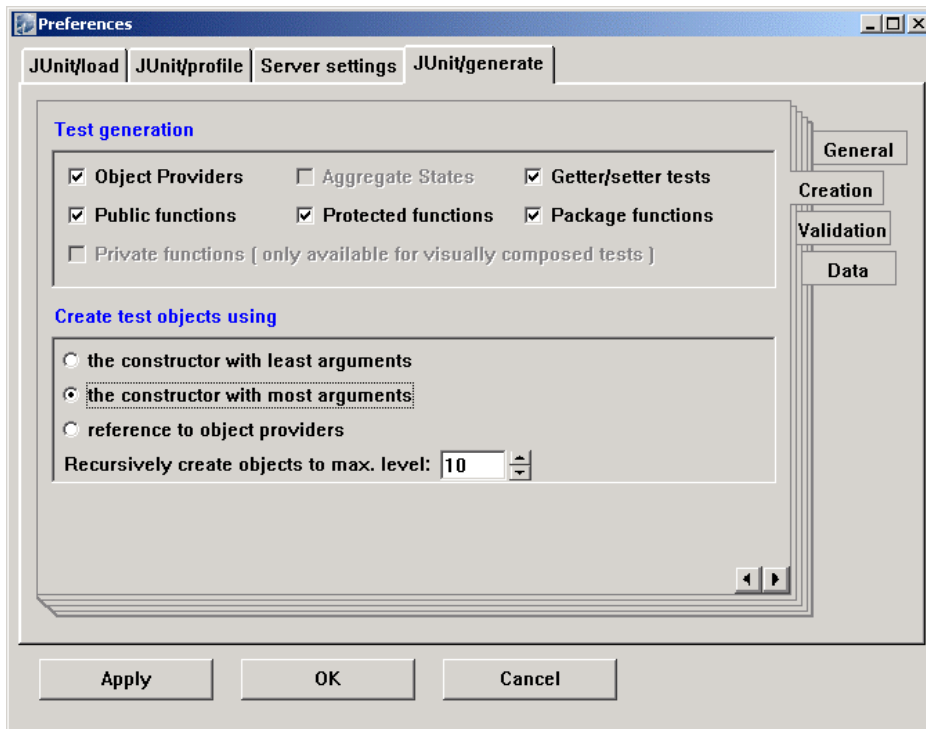 Preferences
JUnit/load JUnit/profile Server settings JUnit/generate
Test generation
General
Object Providers Aggregate States Getter/setter tests
Creation
Public functions Protected functions Package functions
Validation
Private functions ( only available for visually composed tests )
Data
Create test objects using
the constructor with least arguments
the constructor with most arguments
reference to object providers
Recursively create objects to max. level: 10
Apply OK Cancel